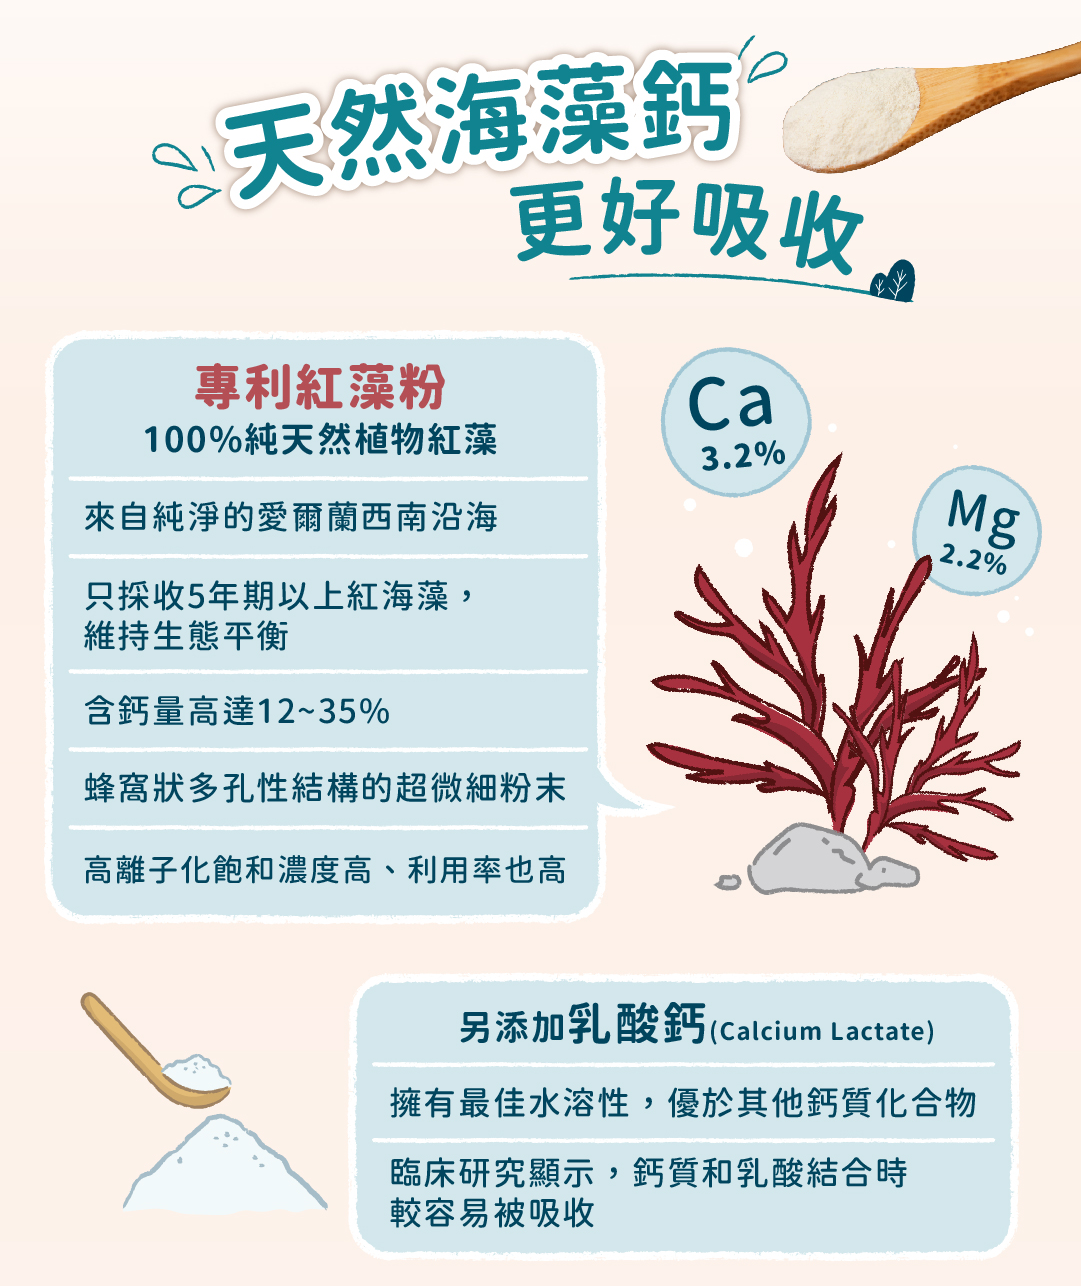 天然海藻鈣
更好吸收
專利紅藻粉
100%純天然植物紅藻
來自純淨的愛爾蘭西南沿海
只採收5年期以上紅海藻，
維持生態平衡
含鈣量高達12~35%
蜂窩狀多孔性結構的超微細粉末
高離子化飽和濃度高、利用率也高
Ca
3.2%
Mg
2.2%
另添加乳酸鈣(Calcium Lactate)
擁有最佳水溶性，優於其他鈣質化合物
臨床研究顯示，鈣質和乳酸結合時
較容易被吸收